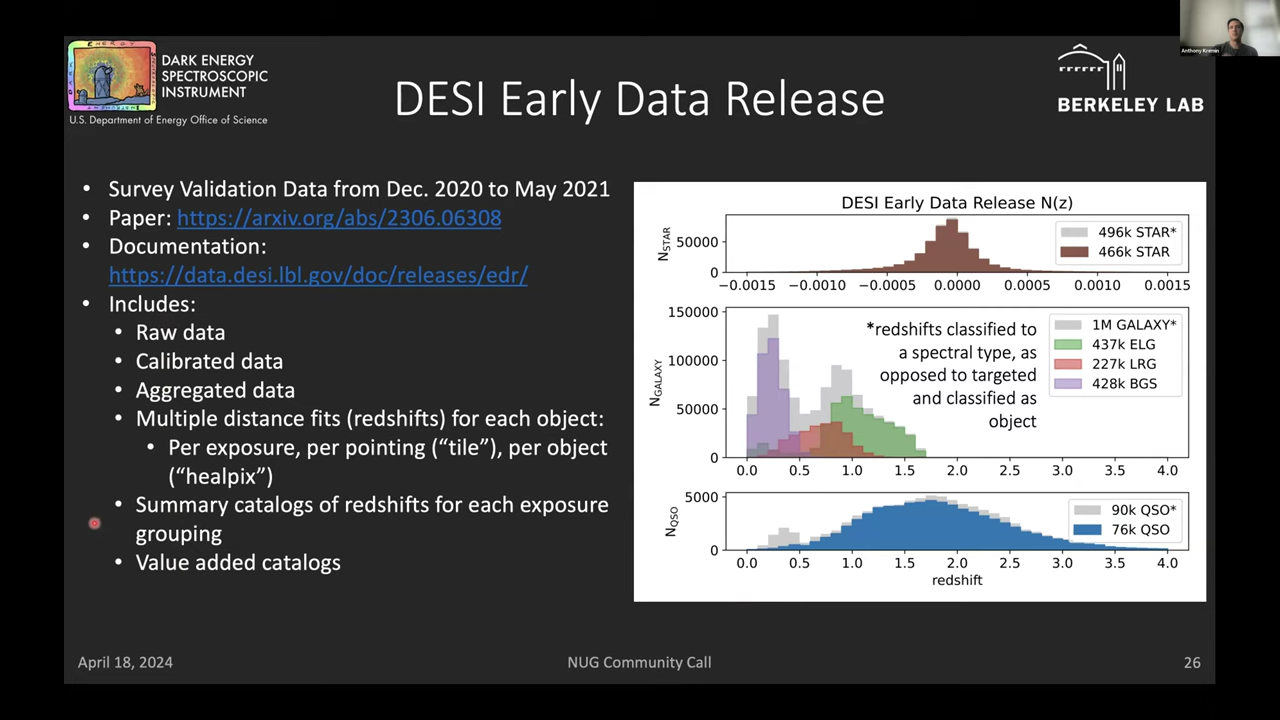 Anthony Kremin
DARK ENERGY
SPECTROSCOPIC
INSTRUMENT
U.S. Department of Energy Office of Science
DESI Early Data Release
BERKELEY LAB
• Survey Validation Data from Dec. 2020 to May 2021
• Paper: https://arxiv.org/abs/2306.06308
• Documentation:
https://data.desi.lbl.gov/doc/releases/edr/
• Includes:
• Raw data
• Calibrated data
• Aggregated data
• Multiple distance fits (redshifts) for each object:
• Per exposure, per pointing (“tile”), per object
(“healpix”)
• Summary catalogs of redshifts for each exposure
grouping
• Value added catalogs
DESI Early Data Release N(z)
NSTAR
50000
0
496k STAR*
466k STAR
−0.0015 −0.0010 −0.0005 0.0000 0.0005 0.0010 0.0015
NGALAXY
150000
100000
50000
0
*redshifts classified to
a spectral type, as
opposed to targeted
and classified as
object
1M GALAXY*
437k ELG
227k LRG
428k BGS
0.0 0.5 1.0 1.5 2.0 2.5 3.0 3.5 4.0
NQSO
5000
0
90k QSO*
76k QSO
0.0 0.5 1.0 1.5 2.0 2.5 3.0 3.5 4.0
redshift
April 18, 2024
NUG Community Call
26